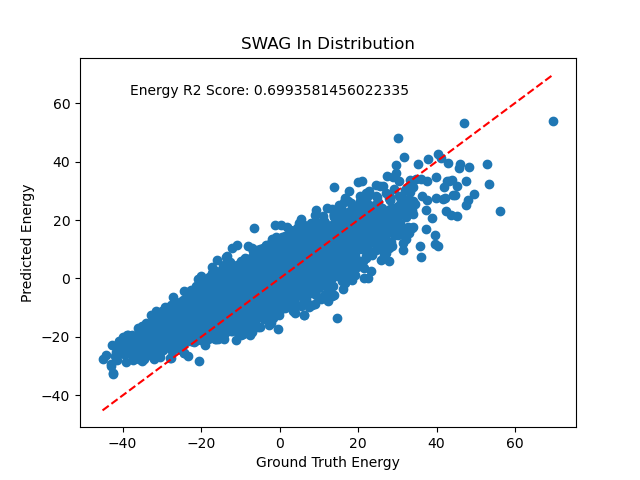 SWAG In Distribution
Energy R2 Score: 0.6993581456022335
Predicted Energy
60
40
20
0
−20
−40
−40 −20 0 20 40 60
Ground Truth Energy